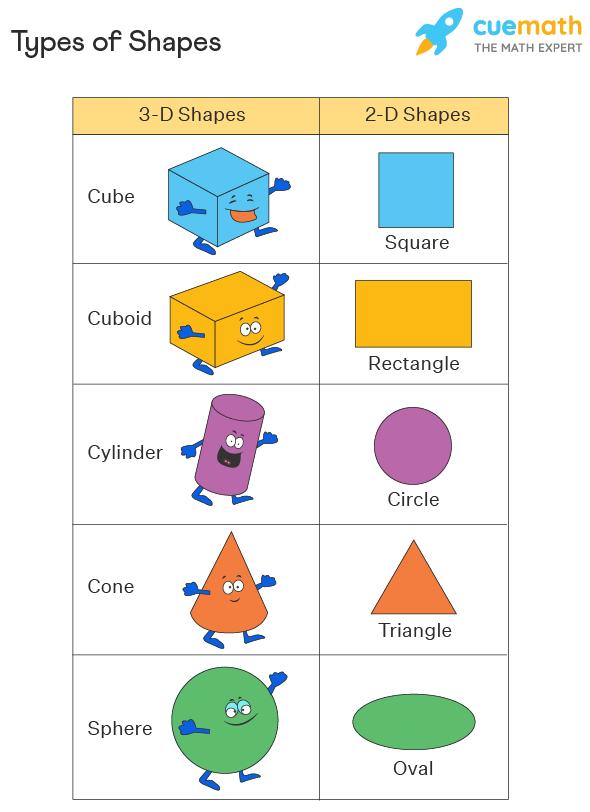 Types of Shapes
cuemath
THE MATH EXPERT
3-D Shapes
2-D Shapes
Cube
Square
Cuboid
Rectangle
Cylinder
Circle
Cone
Triangle
Sphere
Oval